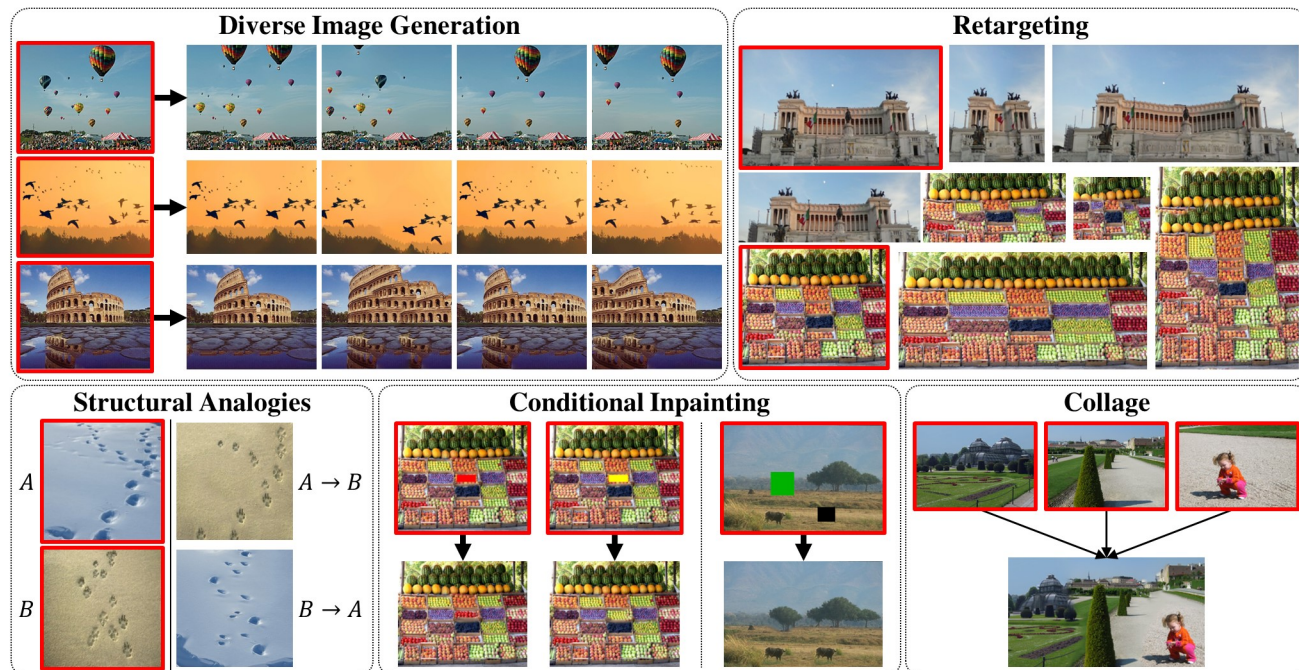 Diverse Image Generation
Retargeting
Structural Analogies
A
A → B
B
B → A
Conditional Inpainting
Collage